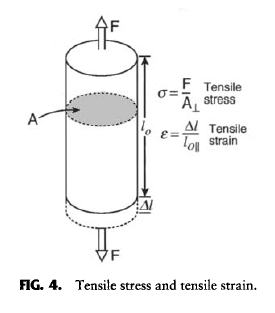 F
σ=F/A⊥ Tensile stress
A
lo
ε=Δl/lo|| Tensile strain
Δl
F
FIG. 4. Tensile stress and tensile strain.